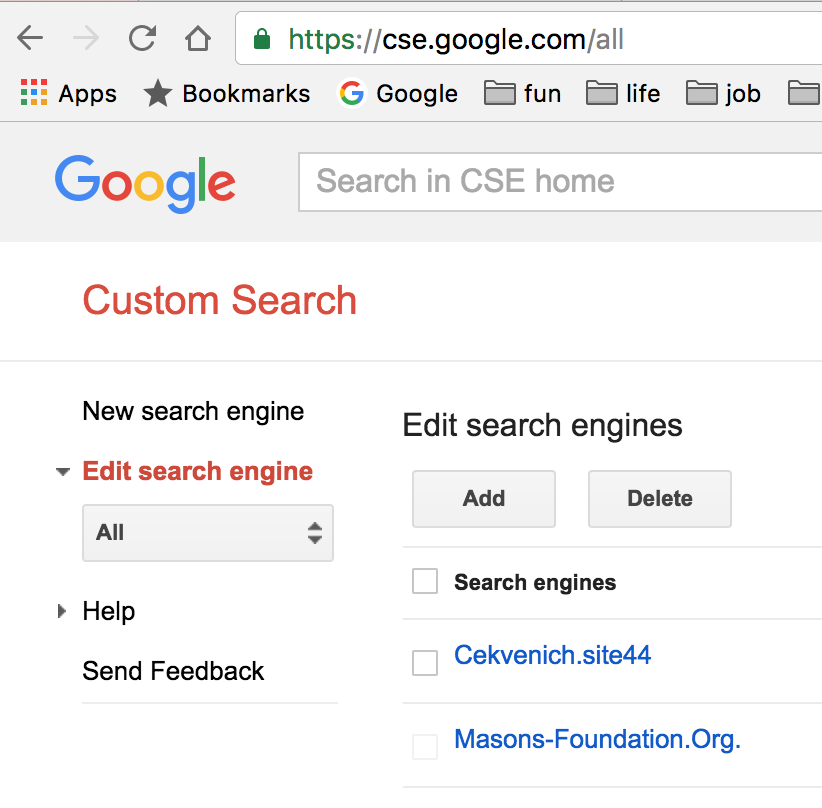 https://cse.google.com/all
Apps Bookmarks Google fun life job
Google Search in CSE home
Custom Search
New search engine
Edit search engine
All
Help
Send Feedback
Edit search engines
Add Delete
Search engines
Cekvenich.site44
Masons-Foundation.Org.